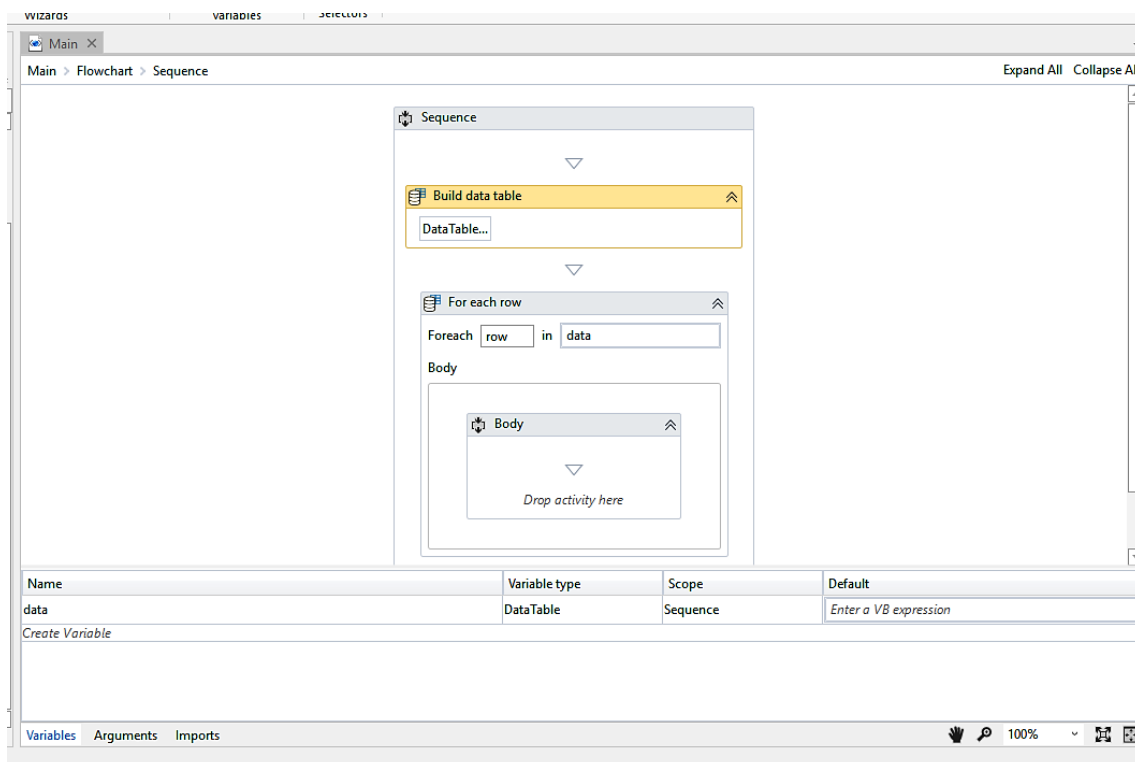 Wizards Variables Selectors
Main
Main > Flowchart > Sequence Expand All Collapse Al
Sequence
Build data table
DataTable...
For each row
Foreach row in data
Body
Body
Drop activity here
Name Variable type Scope Default
data DataTable Sequence Enter a VB expression
Create Variable
Variables Arguments Imports 100%